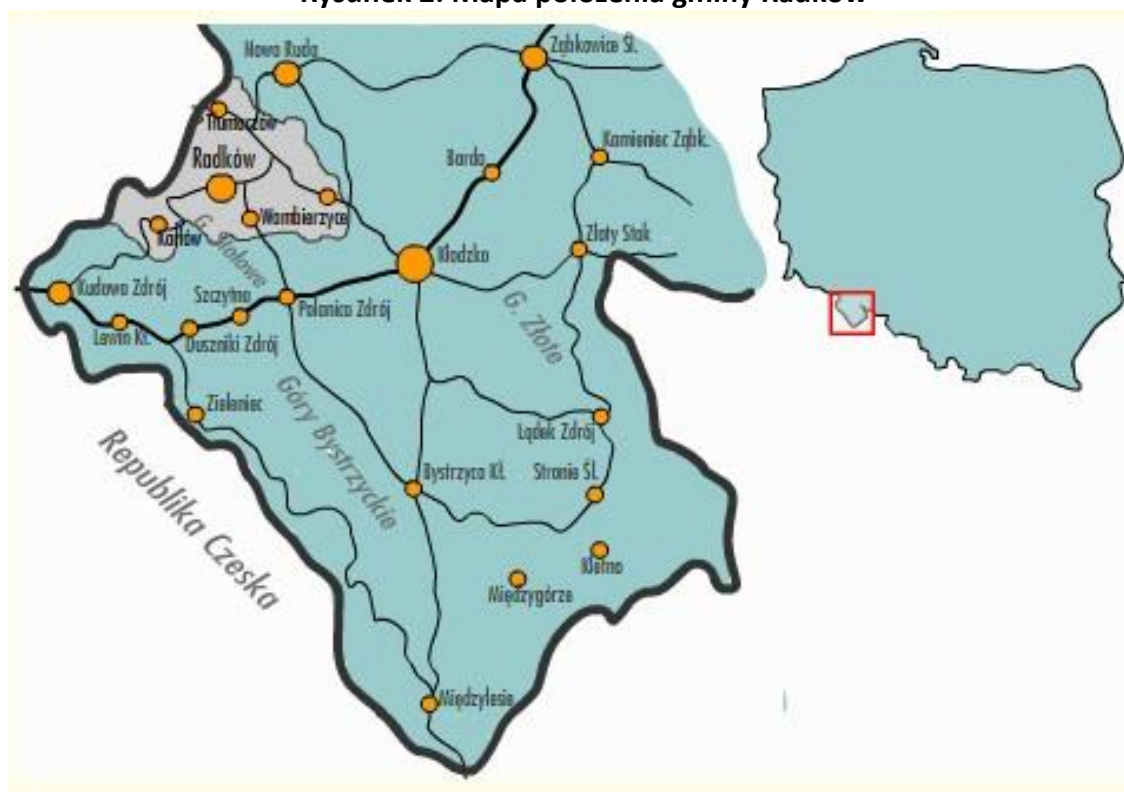 Rysunek 2. Mapa położenia gminy Radków
Nowa Ruda
Ząbkowice Śl.
Tłumaczów
Kamieniec Ząbk.
Radków
Bardo
Wambierzyce
Karłów
G. Stołowe
Złoty Stok
Kłodzko
Kudowa Zdrój
Szczytna
Polanica Zdrój
G. Złote
Lewin Kł.
Duszniki Zdrój
Zieleniec
Góry Bystrzyckie
Lądek Zdrój
Republika Czeska
Bystrzyca Kł.
Stronie Śl.
Kletno
Międzygórze
Międzylesie